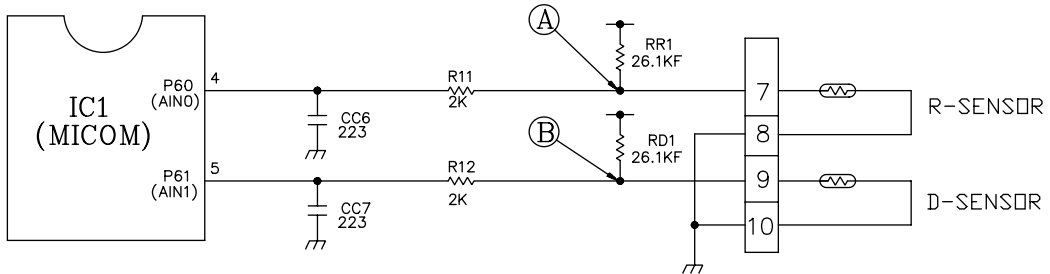 A
RR1
26.1KF
P60
(AIN0)
4
R11
2K
7
R-SENSOR
IC1
(MICOM)
CC6
223
8
B
RD1
26.1KF
P61
(AIN1)
5
R12
2K
9
D-SENSOR
CC7
223
10